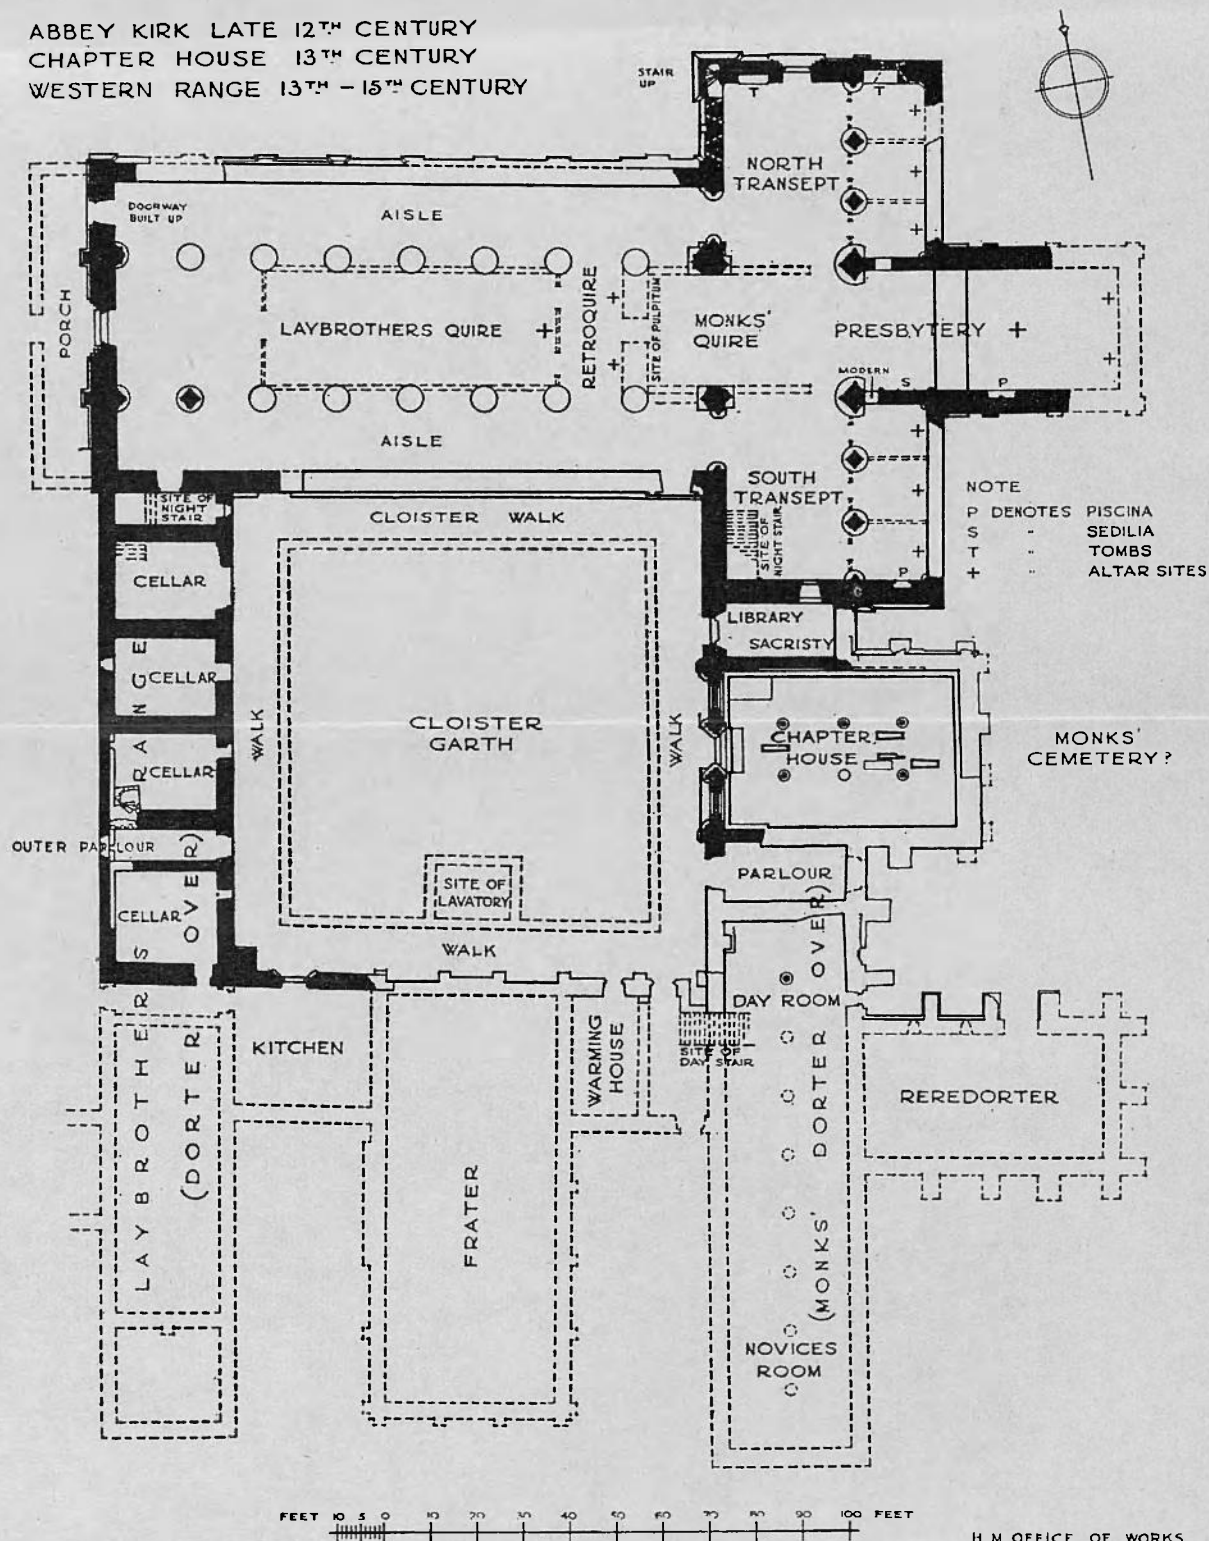 ABBEY KIRK LATE 12TH CENTURY
CHAPTER HOUSE 13TH CENTURY
WESTERN RANGE 13TH – 15TH CENTURY
STAIR
UP
T
T
NORTH
TRANSEPT
DOORWAY
BUILT UP
AISLE
PORCH
LAYBROTHERS QUIRE
RETROQUIRE
SITE OF PULPITUM
MONKS'
QUIRE
PRESBYTERY
MODERN
S
P
AISLE
SOUTH
TRANSEPT
SITE OF
NIGHT STAIR
P
NOTE
P DENOTES PISCINA
S " SEDILIA
T " TOMBS
+ " ALTAR SITES
SITE OF
NIGHT
STAIR
CLOISTER WALK
CELLAR
LIBRARY
SACRISTY
CELLAR
WALK
CLOISTER
GARTH
WALK
CHAPTER
HOUSE
MONKS'
CEMETERY?
CELLAR
OUTER PARLOUR
PARLOUR
CELLAR
SITE OF
LAVATORY
WALK
LAYBROTHERS RANGE
(DORTER OVER)
KITCHEN
FRATER
WARMING
HOUSE
DAY ROOM
SITE OF
DAY STAIR
(MONKS' DORTER OVER)
REREDORTER
NOVICES
ROOM
FEET 10 5 0 10 20 30 40 50 60 70 80 90 100 FEET
H.M. OFFICE OF WORKS